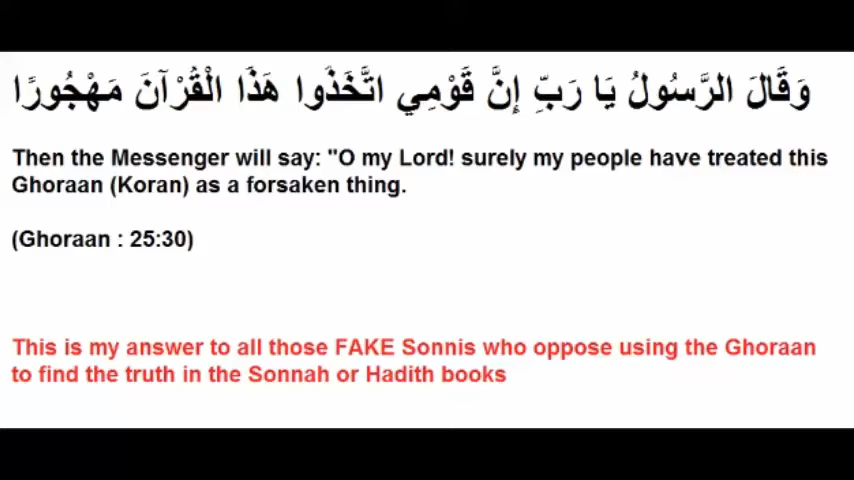 وَقَالَ الرَّسُولُ يَا رَبِّ إِنَّ قَوْمِي اتَّخَذُوا هَذَا الْقُرْآنَ مَهْجُورًا
Then the Messenger will say: "O my Lord! surely my people have treated this
Ghoraan (Koran) as a forsaken thing.
(Ghoraan : 25:30)
This is my answer to all those FAKE Sonnis who oppose using the Ghoraan
to find the truth in the Sonnah or Hadith books